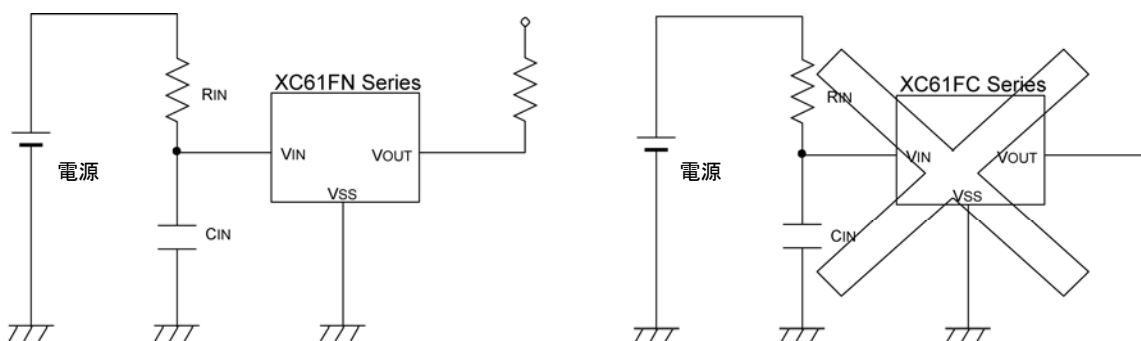 XC61FN Series
RIN
VIN
VOUT
電源
VSS
CIN
XC61FC Series
RIN
VIN
VOUT
電源
VSS
CIN